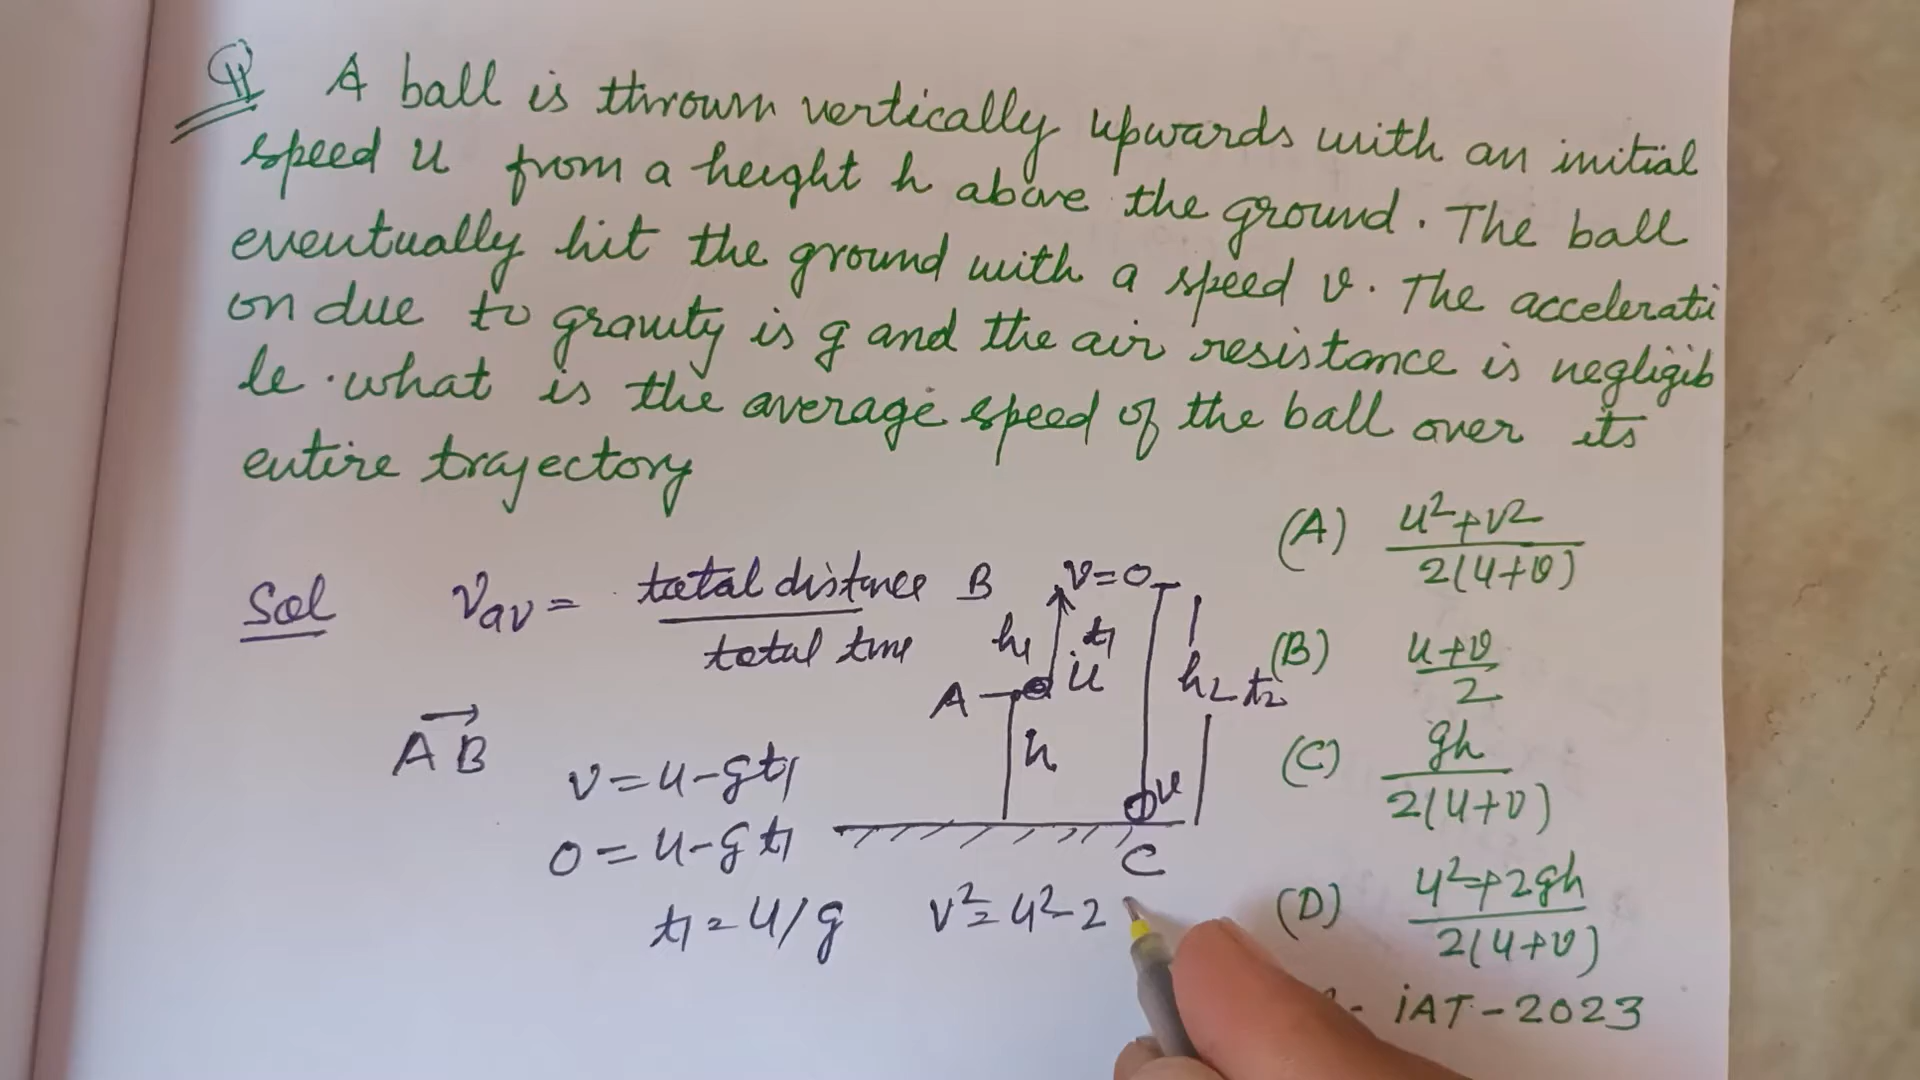 Q A ball is thrown vertically upwards with an initial
speed u from a height h above the ground. The ball
eventually hit the ground with a speed v. The accelerati
on due to gravity is g and the air resistance is negligib
le. what is the average speed of the ball over its
entire trajectory
(A) u²+v² / 2(u+v)
(B) u+v / 2
(C) gh / 2(u+v)
(D) u²+2gh / 2(u+v)
IAT-2023
Sol Vav = total distance / total time
B v=0
h1 t1
A u
h h2 t2
v
C
AB
v=u-gt1
0=u-gt1
t1=u/g v²=u²-2